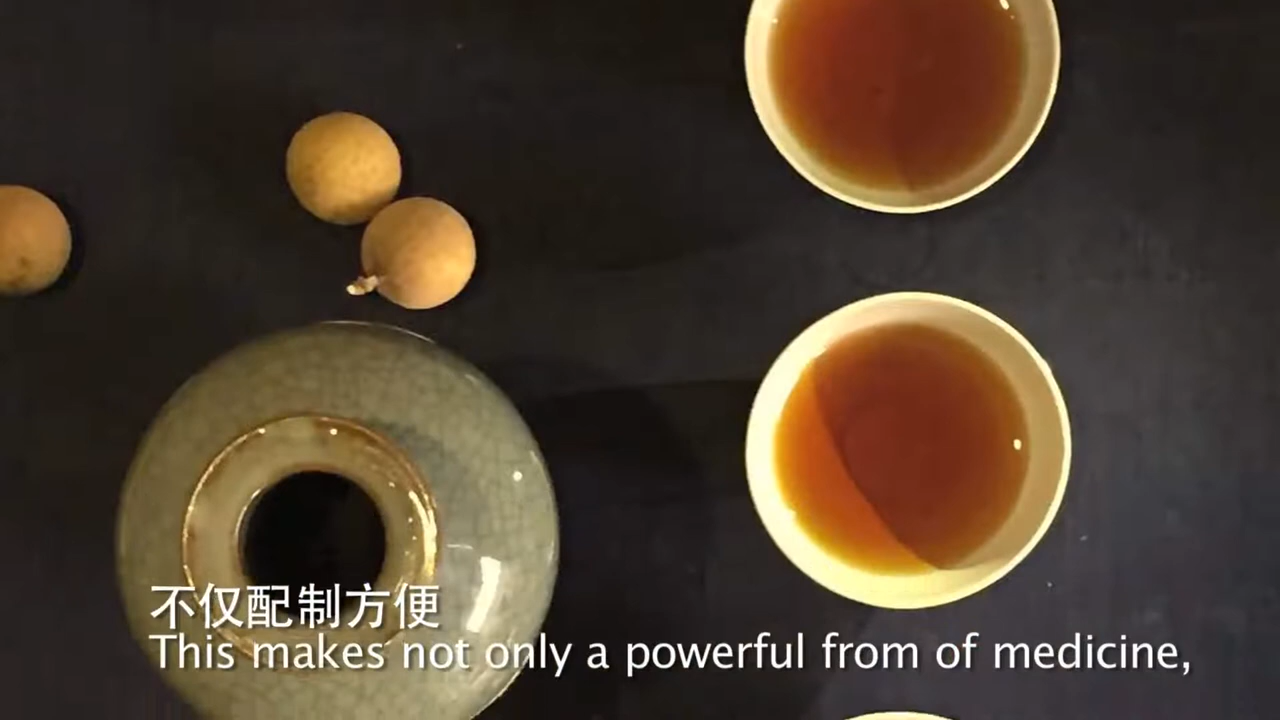 不仅配制方便
This makes not only a powerful from of medicine,